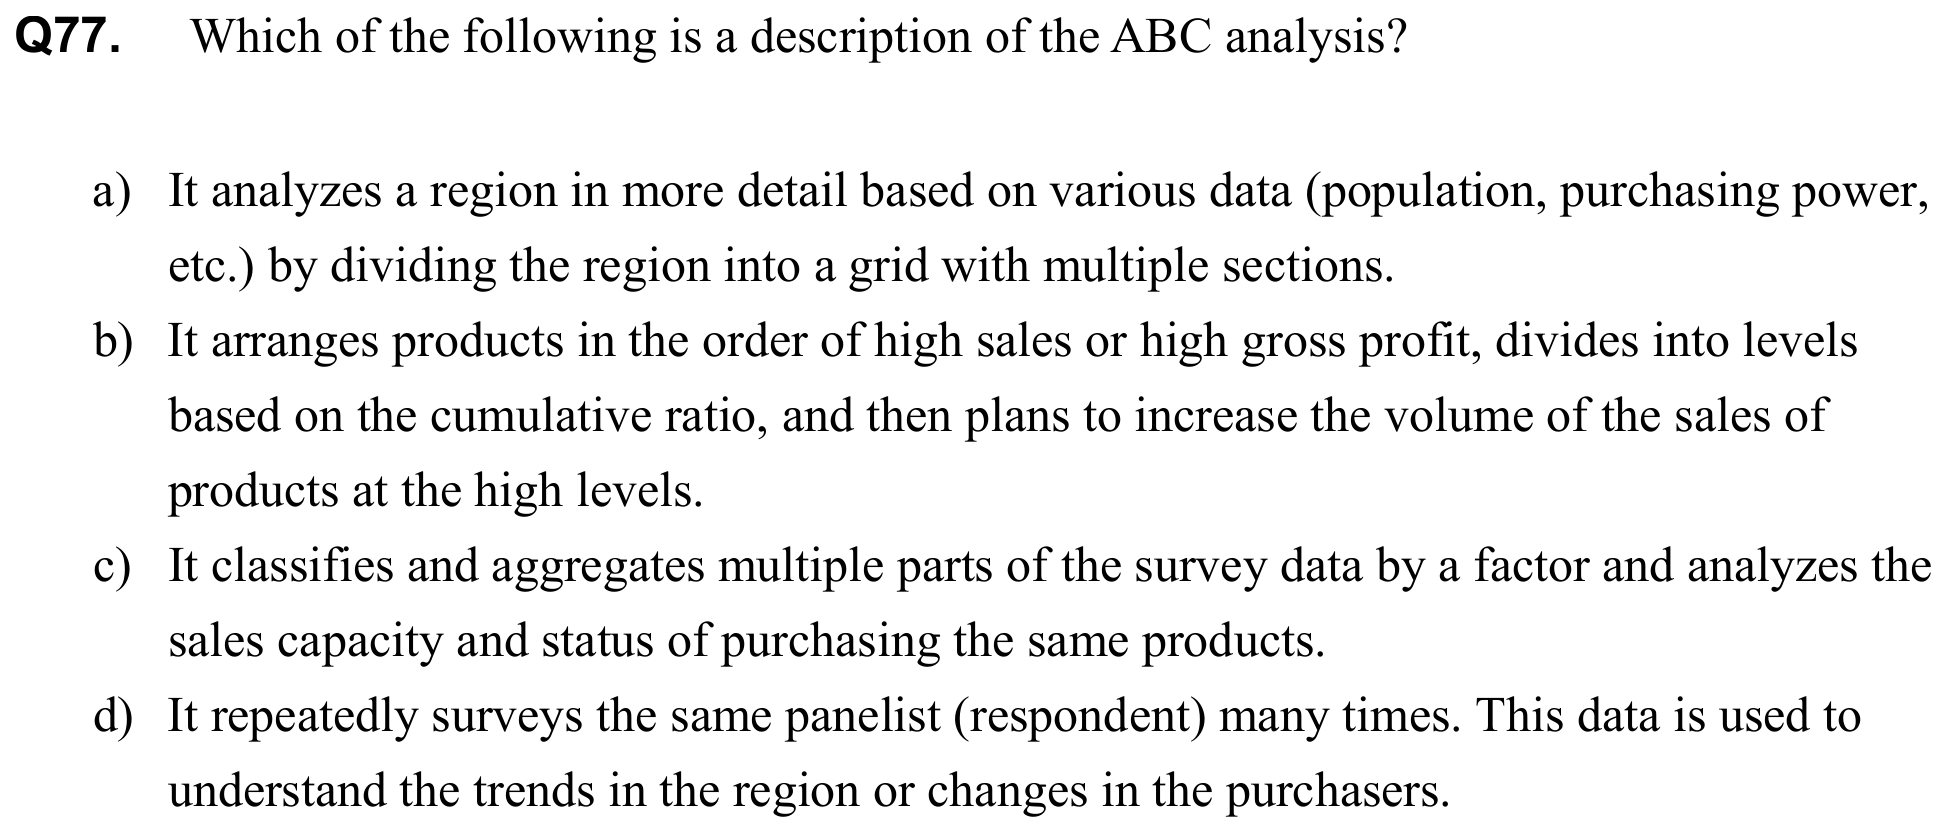 Q77. Which of the following is a description of the ABC analysis?
a) It analyzes a region in more detail based on various data (population, purchasing power,
etc.) by dividing the region into a grid with multiple sections.
b) It arranges products in the order of high sales or high gross profit, divides into levels
based on the cumulative ratio, and then plans to increase the volume of the sales of
products at the high levels.
c) It classifies and aggregates multiple parts of the survey data by a factor and analyzes the
sales capacity and status of purchasing the same products.
d) It repeatedly surveys the same panelist (respondent) many times. This data is used to
understand the trends in the region or changes in the purchasers.